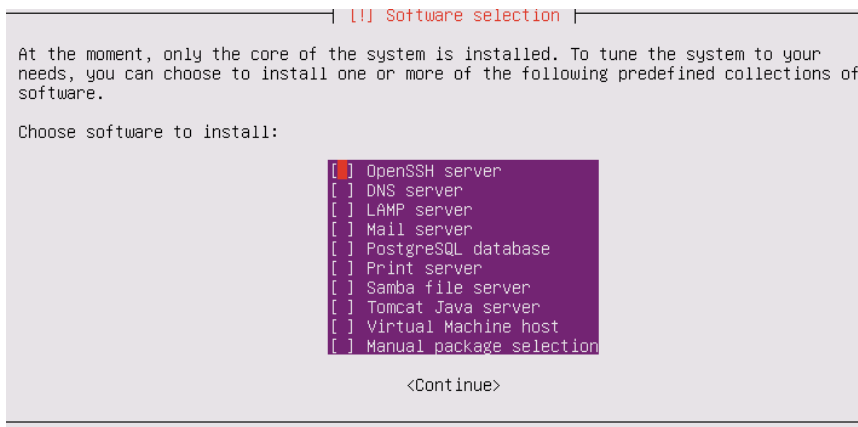 [!] Software selection
At the moment, only the core of the system is installed. To tune the system to your
needs, you can choose to install one or more of the following predefined collections of
software.
Choose software to install:
[ ] OpenSSH server
[ ] DNS server
[ ] LAMP server
[ ] Mail server
[ ] PostgreSQL database
[ ] Print server
[ ] Samba file server
[ ] Tomcat Java server
[ ] Virtual Machine host
[ ] Manual package selection
<Continue>